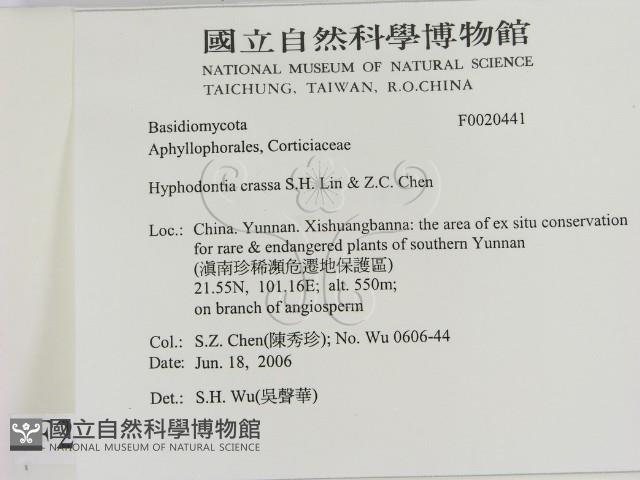 國立自然科學博物館
NATIONAL MUSEUM OF NATURAL SCIENCE
TAICHUNG, TAIWAN, R.O.CHINA
Basidiomycota F0020441
Aphyllophorales, Corticiaceae
Hyphodontia crassa S.H. Lin & Z.C. Chen
Loc.: China. Yunnan. Xishuangbanna: the area of ex situ conservation
for rare & endangered plants of southern Yunnan
(滇南珍稀瀕危遷地保護區)
21.55N, 101.16E; alt. 550m;
on branch of angiosperm
Col.: S.Z. Chen(陳秀珍); No. Wu 0606-44
Date: Jun. 18, 2006
Det.: S.H. Wu(吳聲華)
2
國立自然科學博物館
NATIONAL MUSEUM OF NATURAL SCIENCE